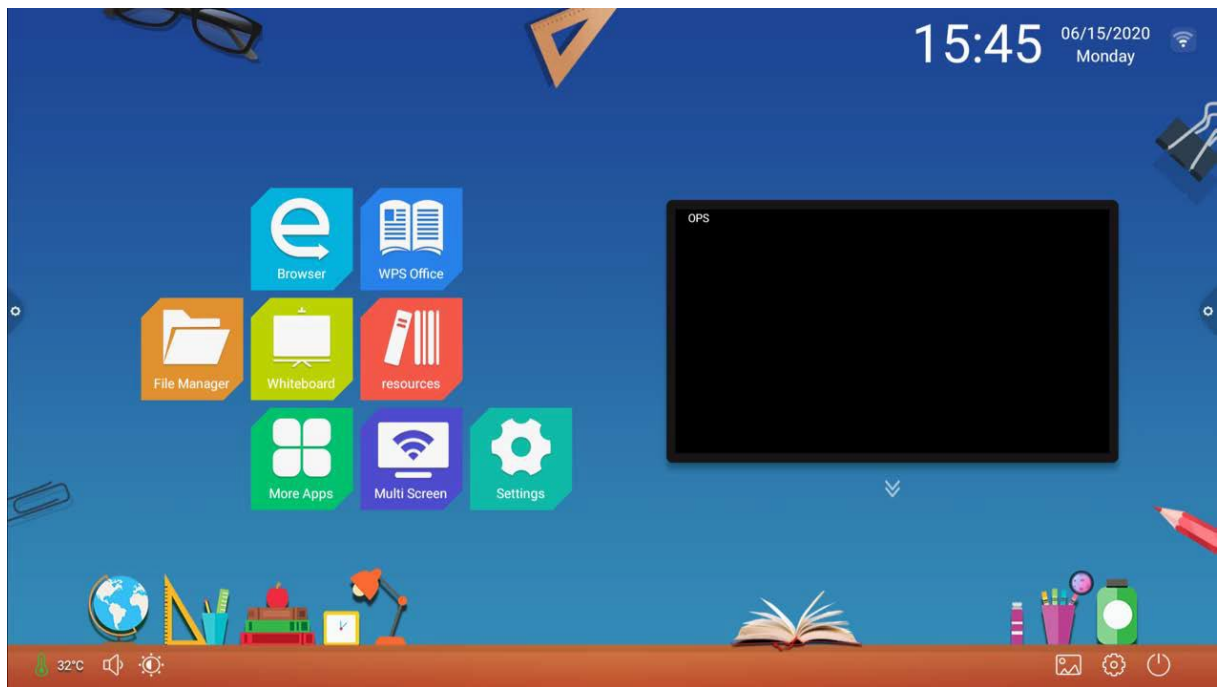 15:45
06/15/2020
Monday
OPS
Browser
WPS Office
File Manager
Whiteboard
resources
More Apps
Multi Screen
Settings
32°C